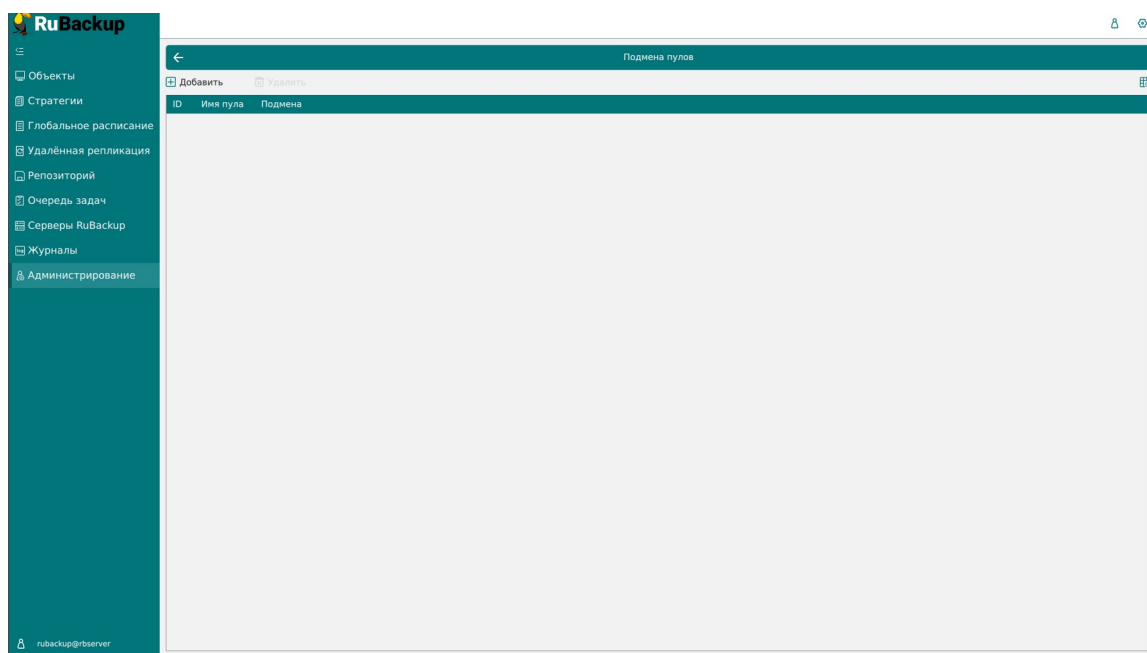 RuBackup
Подмена пулов
Объекты
Добавить
Удалить
Стратегии
ID Имя пула Подмена
Глобальное расписание
Удалённая репликация
Репозиторий
Очередь задач
Серверы RuBackup
Журналы
Администрирование
rubackup@rbserver